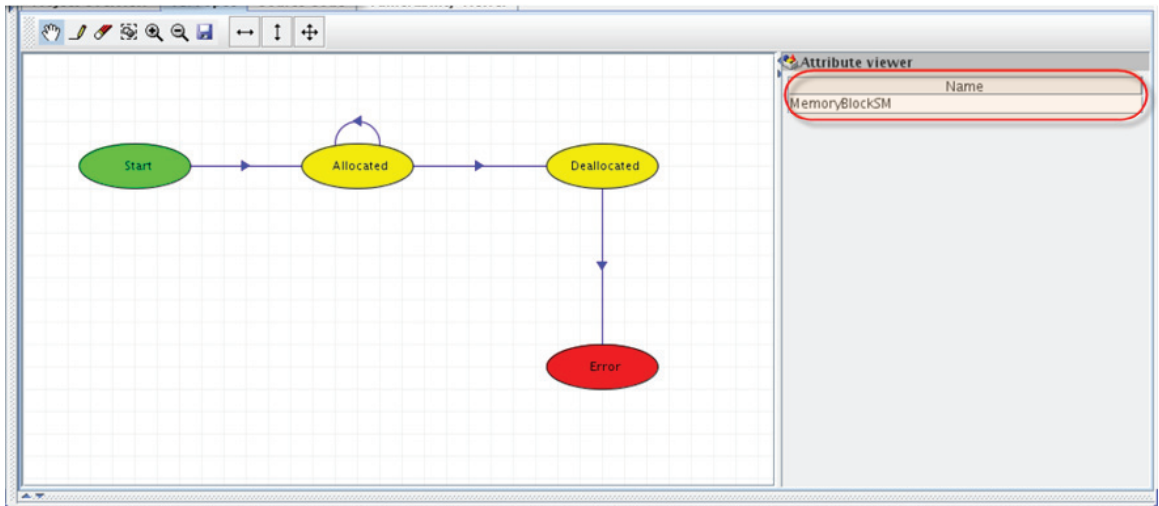 Attribute viewer
Name
MemoryBlockSM
Start
Allocated
Deallocated
Error